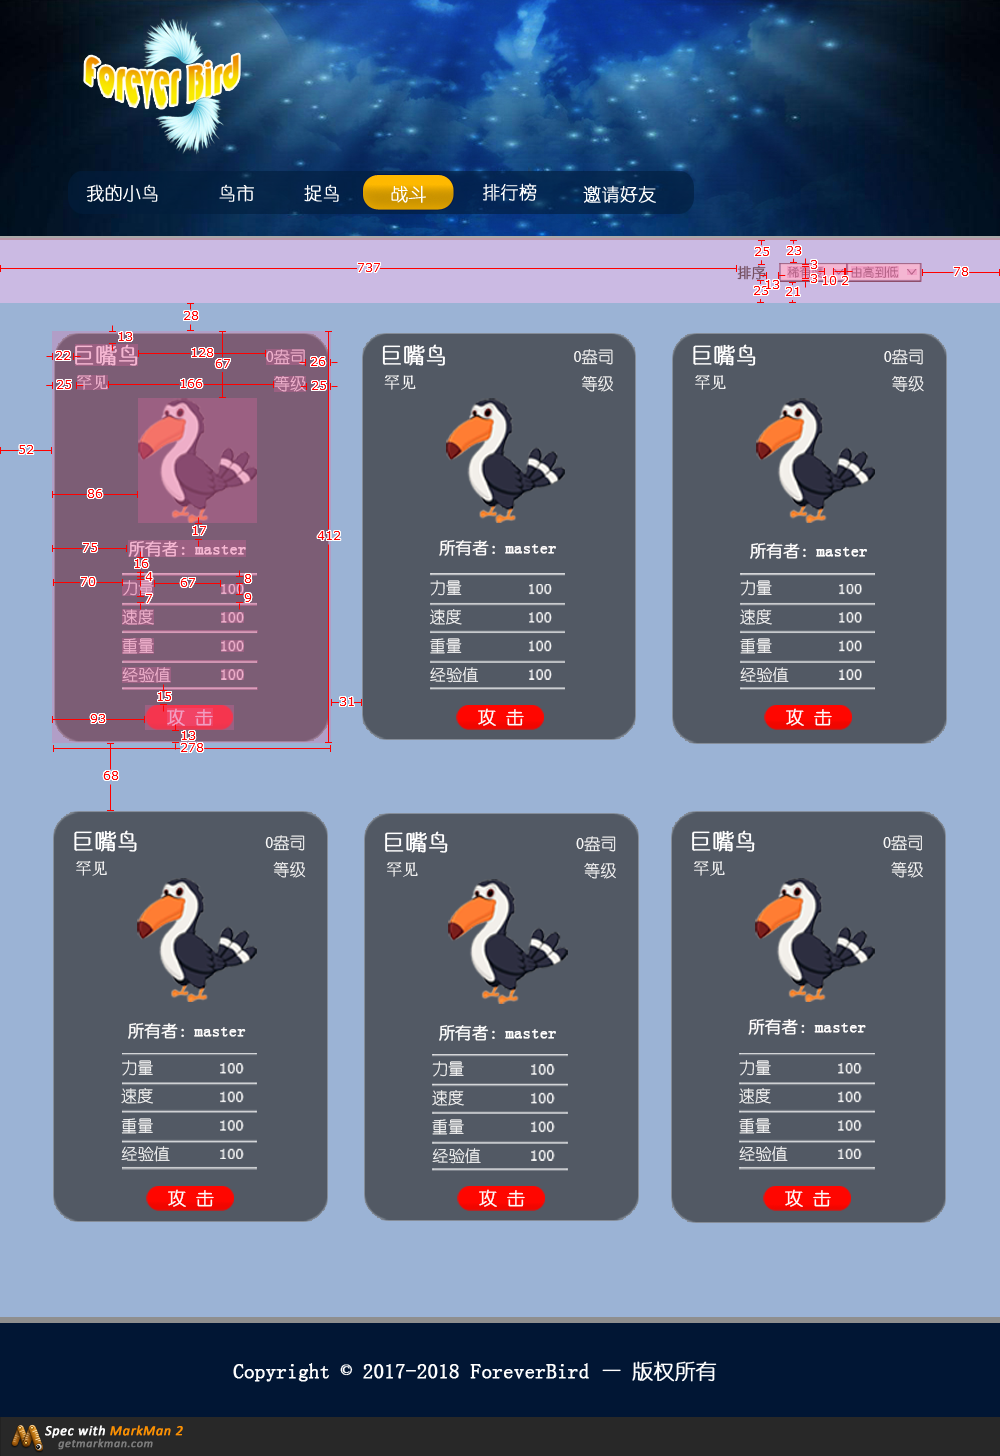 Forever Bird
我的小鸟 鸟市 捉鸟 战斗 排行榜 邀请好友
25 23
737 排序 3 由高到低 78
13 3 10 2
23 21
28
13
22 巨嘴鸟 128 0盎司 26 巨嘴鸟 0盎司 巨嘴鸟 0盎司
67
25 罕见 166 等级 25 罕见 等级 罕见 等级
52
86
17
412
75 所有者: master 所有者: master 所有者: master
16
4
70 力量 67 100 8 力量 100 力量 100
7 9
速度 100 速度 100 速度 100
重量 100 重量 100 重量 100
经验值 100 经验值 100 经验值 100
15
31
93 攻 击 攻 击 攻 击
13
278
68
巨嘴鸟 0盎司 巨嘴鸟 0盎司 巨嘴鸟 0盎司
罕见 等级 罕见 等级 罕见 等级
所有者: master 所有者: master 所有者: master
力量 100 力量 100 力量 100
速度 100 速度 100 速度 100
重量 100 重量 100 重量 100
经验值 100 经验值 100 经验值 100
攻 击 攻 击 攻 击
Copyright © 2017-2018 ForeverBird — 版权所有
Spec with MarkMan 2
getmarkman.com